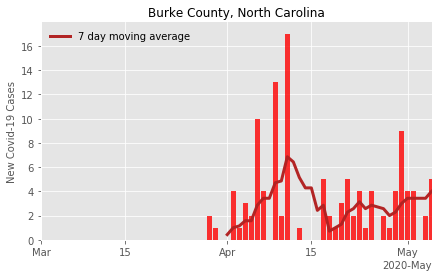 Burke County, North Carolina
7 day moving average
New Covid-19 Cases
16
14
12
10
8
6
4
2
0
Mar 15 Apr 15 May
2020-May